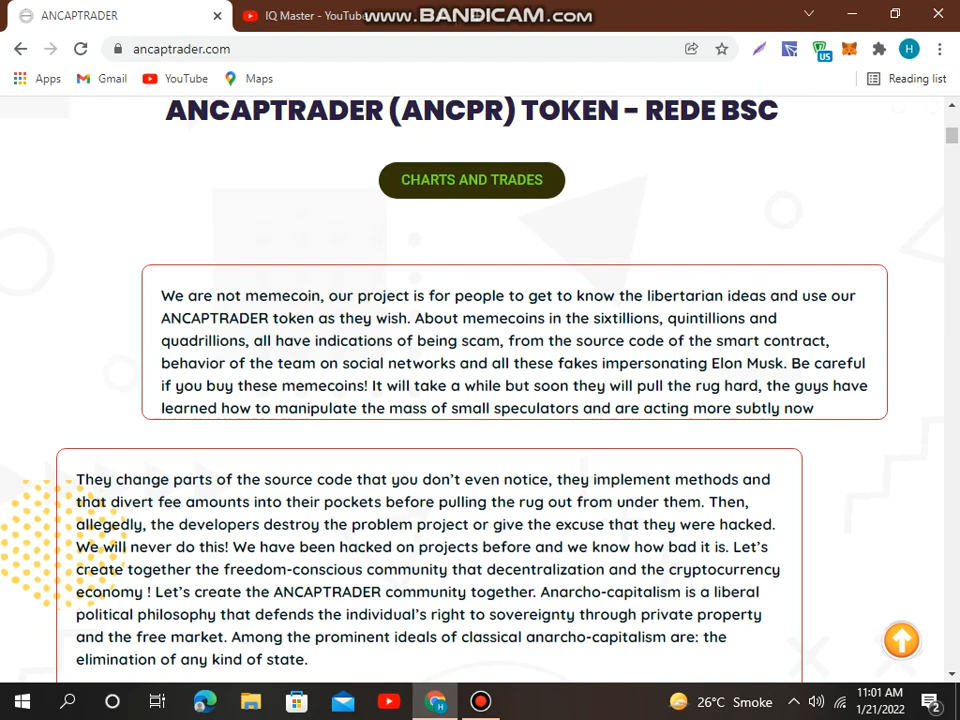 ANCAPTRADER
IQ Master - YouTube
www.BANDICAM.com
ancaptrader.com
H
US
Apps
Gmail
YouTube
Maps
Reading list
ANCAPTRADER (ANCPR) TOKEN - REDE BSC
CHARTS AND TRADES
We are not memecoin, our project is for people to get to know the libertarian ideas and use our
ANCAPTRADER token as they wish. About memecoins in the sixtillions, quintillions and
quadrillions, all have indications of being scam, from the source code of the smart contract,
behavior of the team on social networks and all these fakes impersonating Elon Musk. Be careful
if you buy these memecoins! It will take a while but soon they will pull the rug hard, the guys have
learned how to manipulate the mass of small speculators and are acting more subtly now
They change parts of the source code that you don't even notice, they implement methods and
that divert fee amounts into their pockets before pulling the rug out from under them. Then,
allegedly, the developers destroy the problem project or give the excuse that they were hacked.
We will never do this! We have been hacked on projects before and we know how bad it is. Let's
create together the freedom-conscious community that decentralization and the cryptocurrency
economy ! Let's create the ANCAPTRADER community together. Anarcho-capitalism is a liberal
political philosophy that defends the individual's right to sovereignty through private property
and the free market. Among the prominent ideals of classical anarcho-capitalism are: the
elimination of any kind of state.
26°C Smoke
11:01 AM
1/21/2022
2